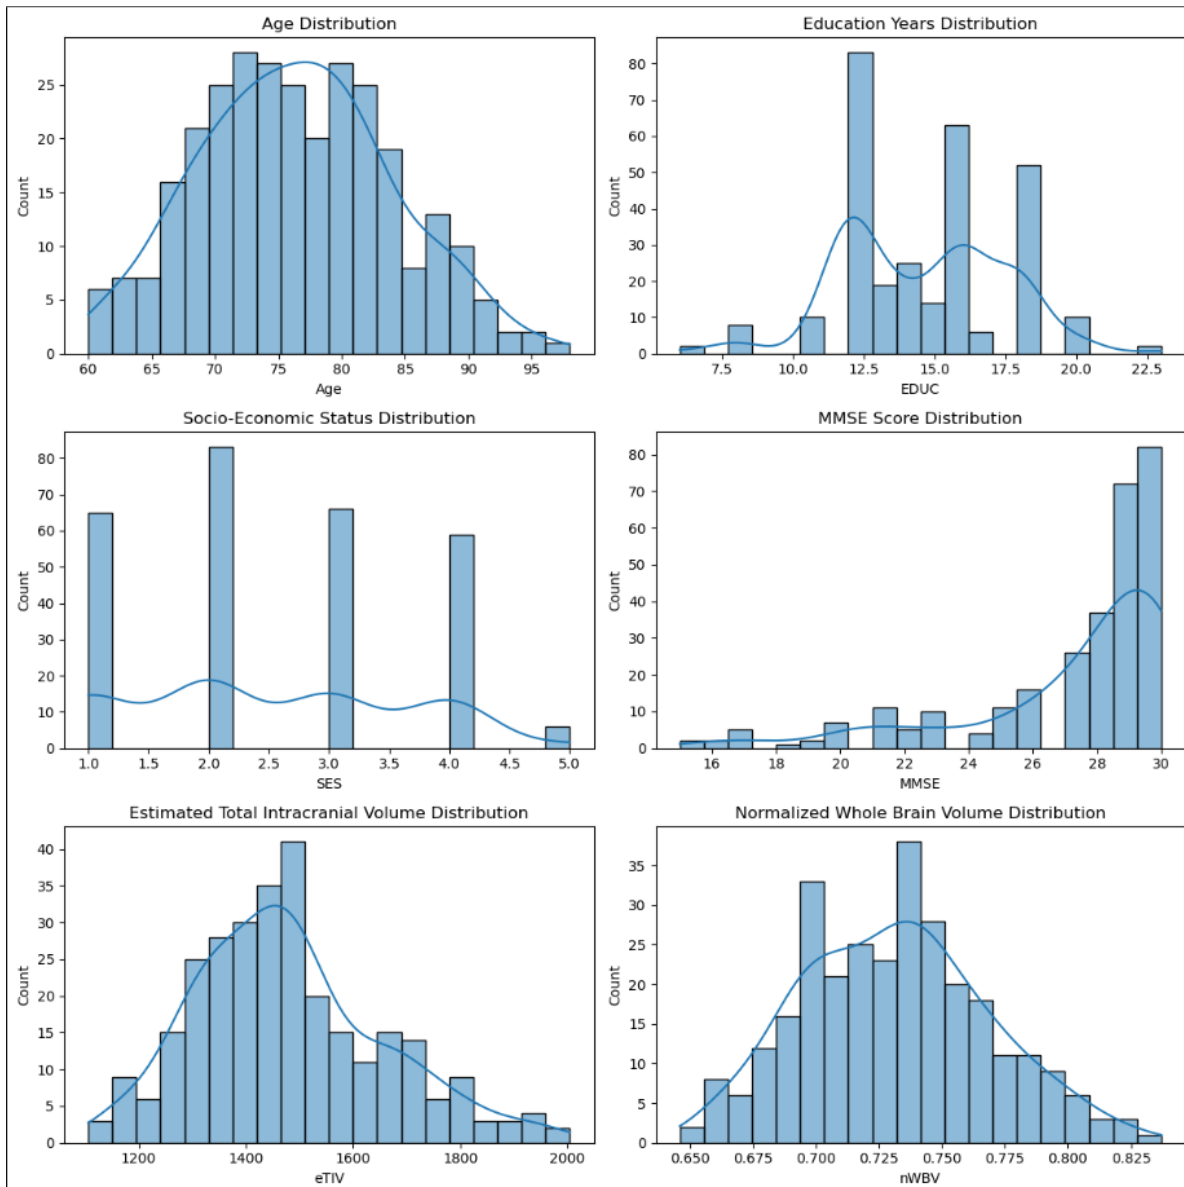 Age Distribution
Count
25
20
15
10
5
0
60 65 70 75 80 85 90 95
Age
Education Years Distribution
Count
80
70
60
50
40
30
20
10
0
7.5 10.0 12.5 15.0 17.5 20.0 22.5
EDUC
Socio-Economic Status Distribution
Count
80
70
60
50
40
30
20
10
0
1.0 1.5 2.0 2.5 3.0 3.5 4.0 4.5 5.0
SES
MMSE Score Distribution
Count
80
70
60
50
40
30
20
10
0
16 18 20 22 24 26 28 30
MMSE
Estimated Total Intracranial Volume Distribution
Count
40
35
30
25
20
15
10
5
0
1200 1400 1600 1800 2000
eTIV
Normalized Whole Brain Volume Distribution
Count
35
30
25
20
15
10
5
0
0.650 0.675 0.700 0.725 0.750 0.775 0.800 0.825
nWBV